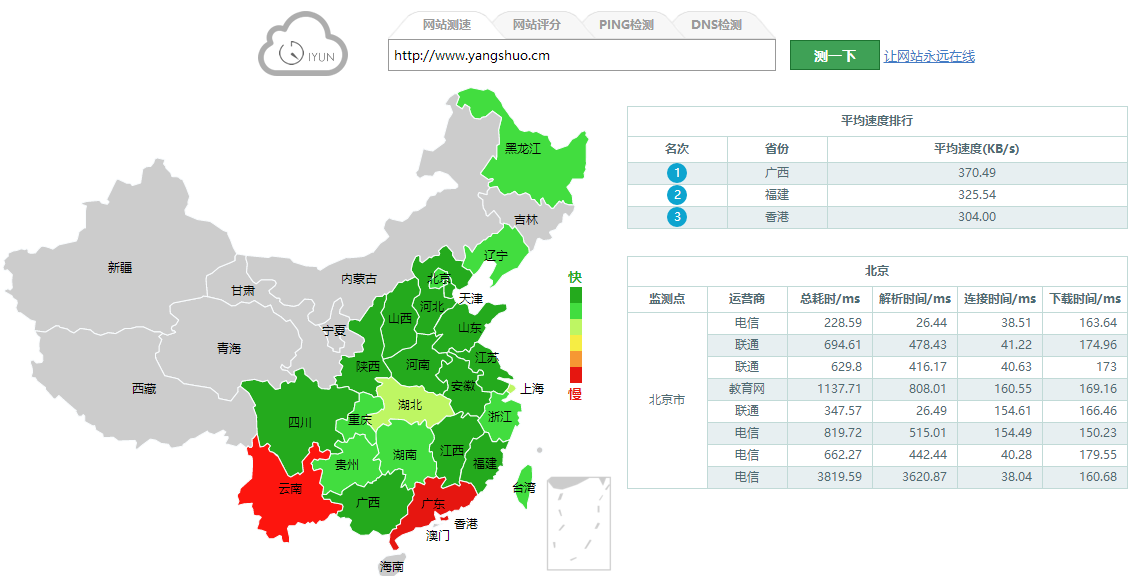 网站测速 网站评分 PING检测 DNS检测
IYUN
http://www.yangshuo.cm 测一下 让网站永远在线
黑龙江
吉林
辽宁
新疆
甘肃
内蒙古
北京
天津
河北
山西
宁夏
山东
青海
陕西
河南
江苏
西藏
安徽
上海
湖北
四川
重庆
浙江
湖南
江西
贵州
福建
云南
广西
广东
台湾
香港
澳门
海南
快
慢
平均速度排行
名次 省份 平均速度(KB/s)
1 广西 370.49
2 福建 325.54
3 香港 304.00
北京
监测点 运营商 总耗时/ms 解析时间/ms 连接时间/ms 下载时间/ms
北京市
电信 228.59 26.44 38.51 163.64
联通 694.61 478.43 41.22 174.96
联通 629.8 416.17 40.63 173
教育网 1137.71 808.01 160.55 169.16
联通 347.57 26.49 154.61 166.46
电信 819.72 515.01 154.49 150.23
电信 662.27 442.44 40.28 179.55
电信 3819.59 3620.87 38.04 160.68